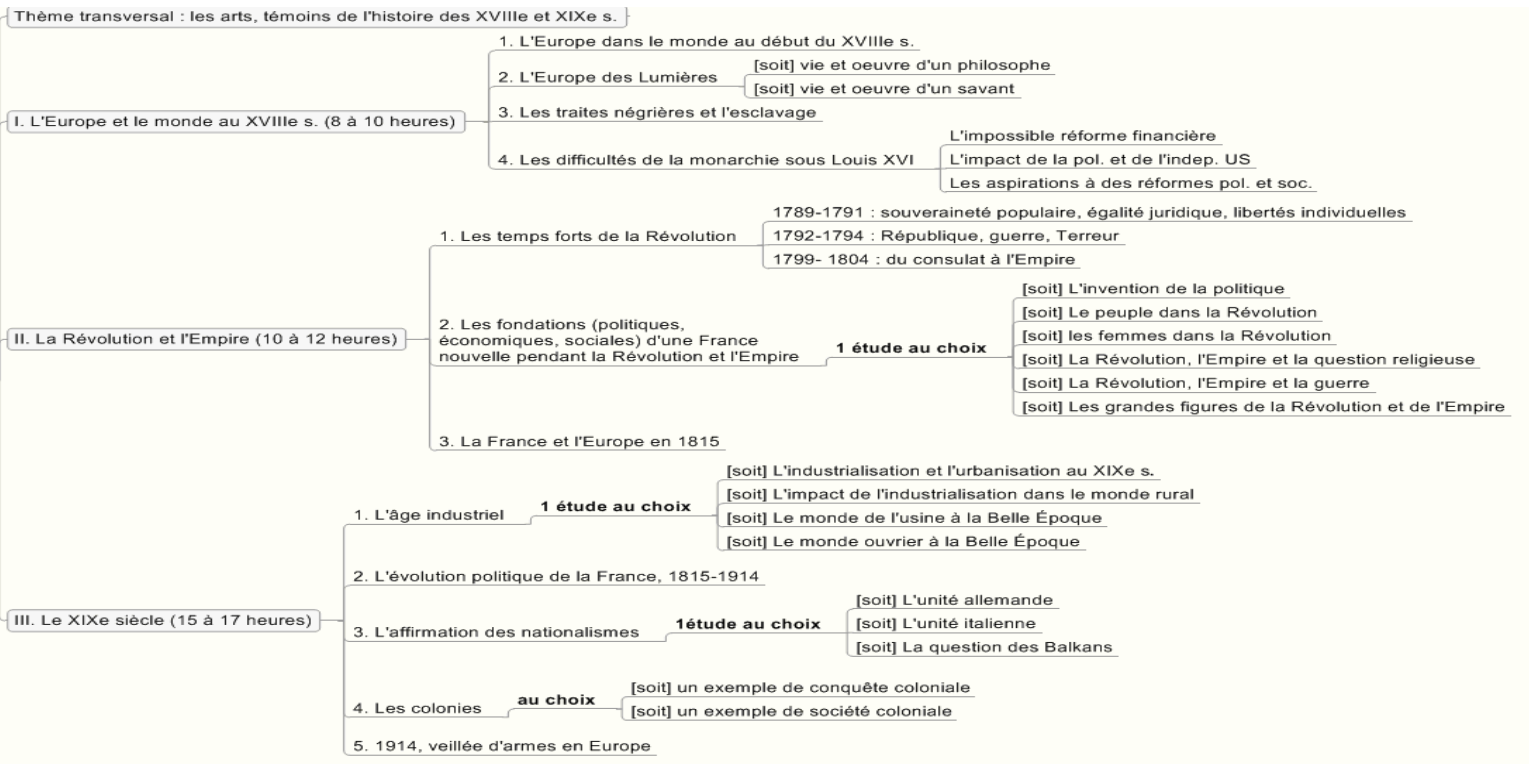 Thème transversal : les arts, témoins de l'histoire des XVIIIe et XIXe s.
I. L'Europe et le monde au XVIIIe s. (8 à 10 heures)
1. L'Europe dans le monde au début du XVIIIe s.
2. L'Europe des Lumières
[soit] vie et oeuvre d'un philosophe
[soit] vie et oeuvre d'un savant
3. Les traites négrières et l'esclavage
4. Les difficultés de la monarchie sous Louis XVI
L'impossible réforme financière
L'impact de la pol. et de l'indep. US
Les aspirations à des réformes pol. et soc.
II. La Révolution et l'Empire (10 à 12 heures)
1. Les temps forts de la Révolution
1789-1791 : souveraineté populaire, égalité juridique, libertés individuelles
1792-1794 : République, guerre, Terreur
1799- 1804 : du consulat à l'Empire
2. Les fondations (politiques,
économiques, sociales) d'une France
nouvelle pendant la Révolution et l'Empire
1 étude au choix
[soit] L'invention de la politique
[soit] Le peuple dans la Révolution
[soit] les femmes dans la Révolution
[soit] La Révolution, l'Empire et la question religieuse
[soit] La Révolution, l'Empire et la guerre
[soit] Les grandes figures de la Révolution et de l'Empire
3. La France et l'Europe en 1815
III. Le XIXe siècle (15 à 17 heures)
1. L'âge industriel
1 étude au choix
[soit] L'industrialisation et l'urbanisation au XIXe s.
[soit] L'impact de l'industrialisation dans le monde rural
[soit] Le monde de l'usine à la Belle Époque
[soit] Le monde ouvrier à la Belle Époque
2. L'évolution politique de la France, 1815-1914
3. L'affirmation des nationalismes
1étude au choix
[soit] L'unité allemande
[soit] L'unité italienne
[soit] La question des Balkans
4. Les colonies
au choix
[soit] un exemple de conquête coloniale
[soit] un exemple de société coloniale
5. 1914, veillée d'armes en Europe